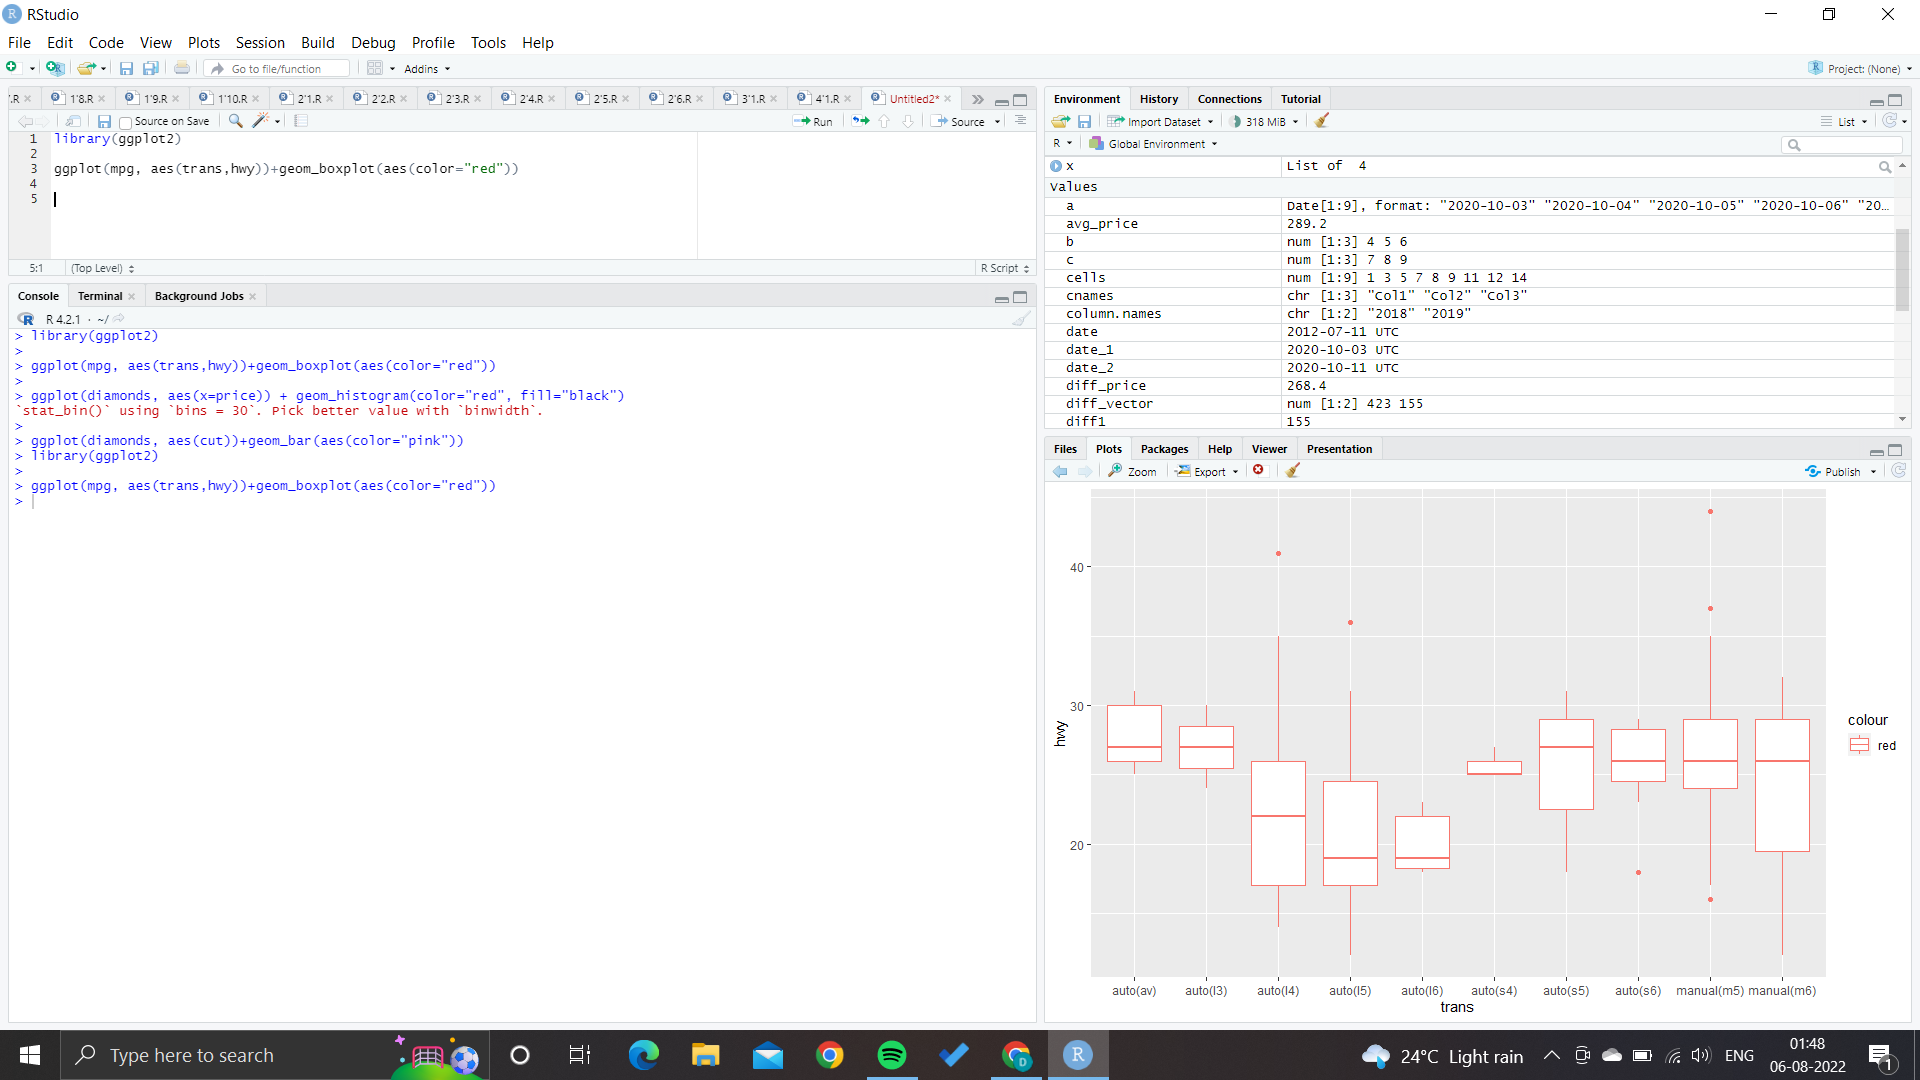 RStudio
File Edit Code View Plots Session Build Debug Profile Tools Help
Go to file/function Addins Project: (None)
.R 1'8.R 1'9.R 1'10.R 2'1.R 2'2.R 2'3.R 2'4.R 2'5.R 2'6.R 3'1.R 4'1.R Untitled2*
Source on Save Run Source
1 library(ggplot2)
2
3 ggplot(mpg, aes(trans,hwy))+geom_boxplot(aes(color="red"))
4
5
5:1 (Top Level) R Script
Console Terminal Background Jobs
R 4.2.1 · ~/
> library(ggplot2)
>
> ggplot(mpg, aes(trans,hwy))+geom_boxplot(aes(color="red"))
>
> ggplot(diamonds, aes(x=price)) + geom_histogram(color="red", fill="black")
`stat_bin()` using `bins = 30`. Pick better value with `binwidth`.
>
> ggplot(diamonds, aes(cut))+geom_bar(aes(color="pink"))
> library(ggplot2)
>
> ggplot(mpg, aes(trans,hwy))+geom_boxplot(aes(color="red"))
>
Environment History Connections Tutorial
Import Dataset 318 MiB List
R Global Environment
x List of 4
Values
a Date[1:9], format: "2020-10-03" "2020-10-04" "2020-10-05" "2020-10-06" "20…
avg_price 289.2
b num [1:3] 4 5 6
c num [1:3] 7 8 9
cells num [1:9] 1 3 5 7 8 9 11 12 14
cnames chr [1:3] "Col1" "Col2" "Col3"
column.names chr [1:2] "2018" "2019"
date 2012-07-11 UTC
date_1 2020-10-03 UTC
date_2 2020-10-11 UTC
diff_price 268.4
diff_vector num [1:2] 423 155
diff1 155
Files Plots Packages Help Viewer Presentation
Zoom Export Publish
40
30
20
hwy
colour
red
auto(av) auto(l3) auto(l4) auto(l5) auto(l6) auto(s4) auto(s5) auto(s6) manual(m5) manual(m6)
trans
Type here to search
24°C Light rain ENG
01:48
06-08-2022
1